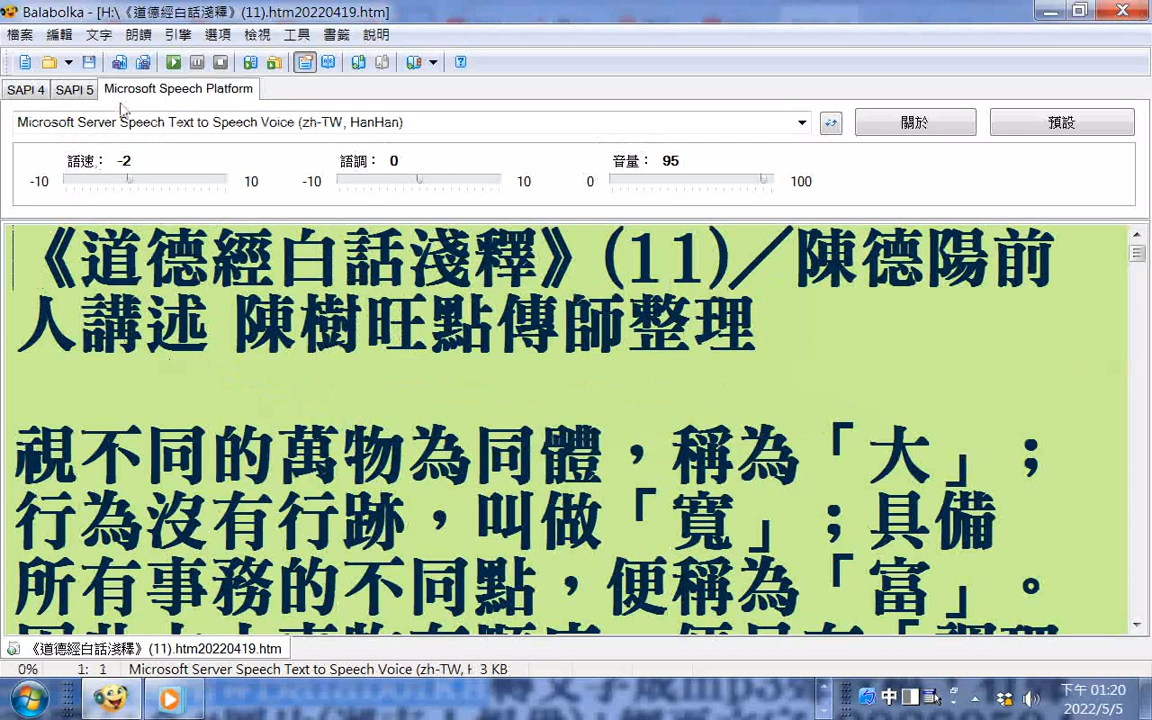 Balabolka - [H:\《道德經白話淺釋》(11).htm20220419.htm]
檔案 編輯 文字 朗讀 引擎 選項 檢視 工具 書籤 說明
SAPI 4 SAPI 5 Microsoft Speech Platform
Microsoft Server Speech Text to Speech Voice (zh-TW, HanHan) 關於 預設
語速： -2 語調： 0 音量： 95
-10 10 -10 10 0 100
《道德經白話淺釋》(11)／陳德陽前
人講述 陳樹旺點傳師整理
視不同的萬物為同體，稱為「大」；
行為沒有行跡，叫做「寬」；具備
所有事務的不同點，便稱為「富」。
《道德經白話淺釋》(11).htm20220419.htm
0% 1: 1 Microsoft Server Speech Text to Speech Voice (zh-TW, H 3 KB
中 下午 01:20
2022/5/5